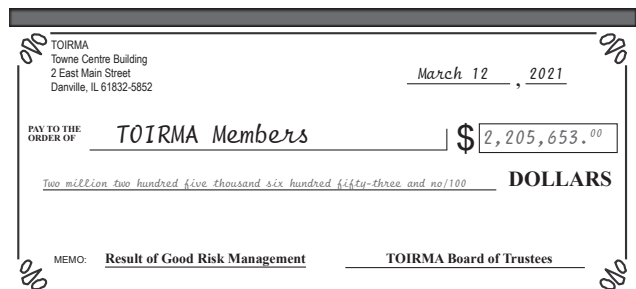 TOIRMA
Towne Centre Building
2 East Main Street
Danville, IL 61832-5852
March 12, 2021
PAY TO THE
ORDER OF TOIRMA Members $ 2,205,653.00
Two million two hundred five thousand six hundred fifty-three and no/100 DOLLARS
MEMO: Result of Good Risk Management TOIRMA Board of Trustees